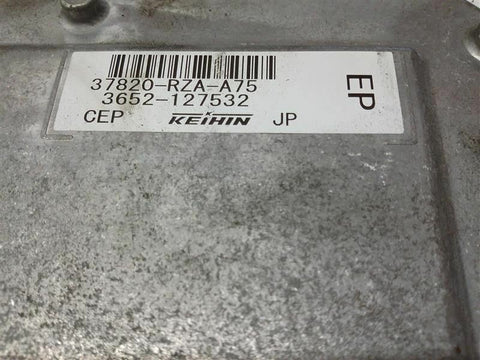 37820-RZA-A75
3652-127532
CEP KEIHIN JP
EP